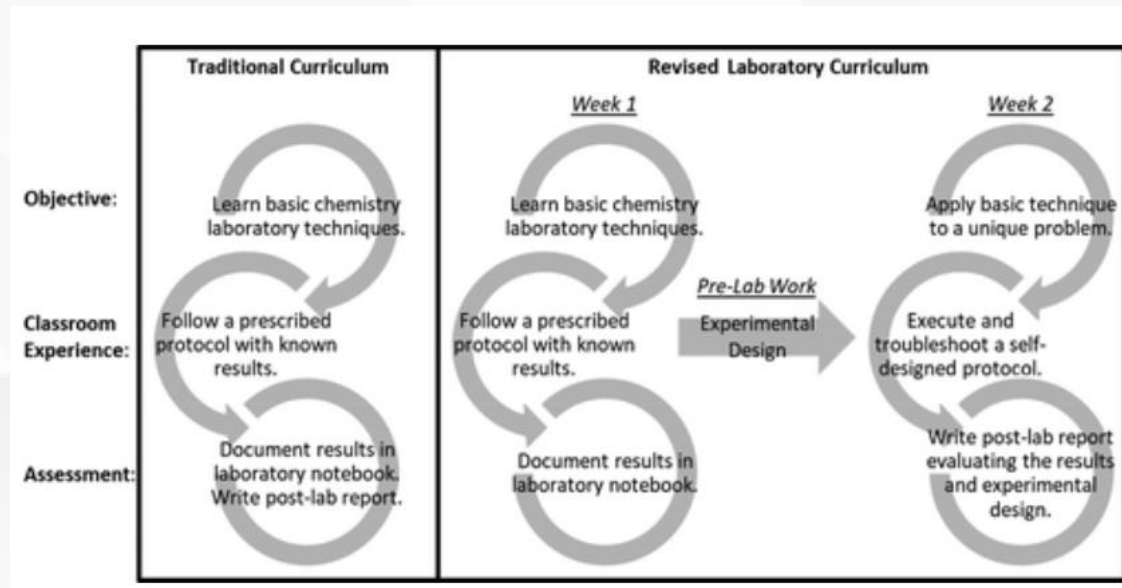 Traditional Curriculum
Revised Laboratory Curriculum
Week 1
Week 2
Objective:
Learn basic chemistry
laboratory techniques.
Learn basic chemistry
laboratory techniques.
Apply basic technique
to a unique problem.
Classroom
Experience:
Follow a prescribed
protocol with known
results.
Follow a prescribed
protocol with known
results.
Pre-Lab Work
Experimental
Design
Execute and
troubleshoot a self-
designed protocol.
Assessment:
Document results in
laboratory notebook.
Write post-lab report.
Document results in
laboratory notebook.
Write post-lab report
evaluating the results
and experimental
design.